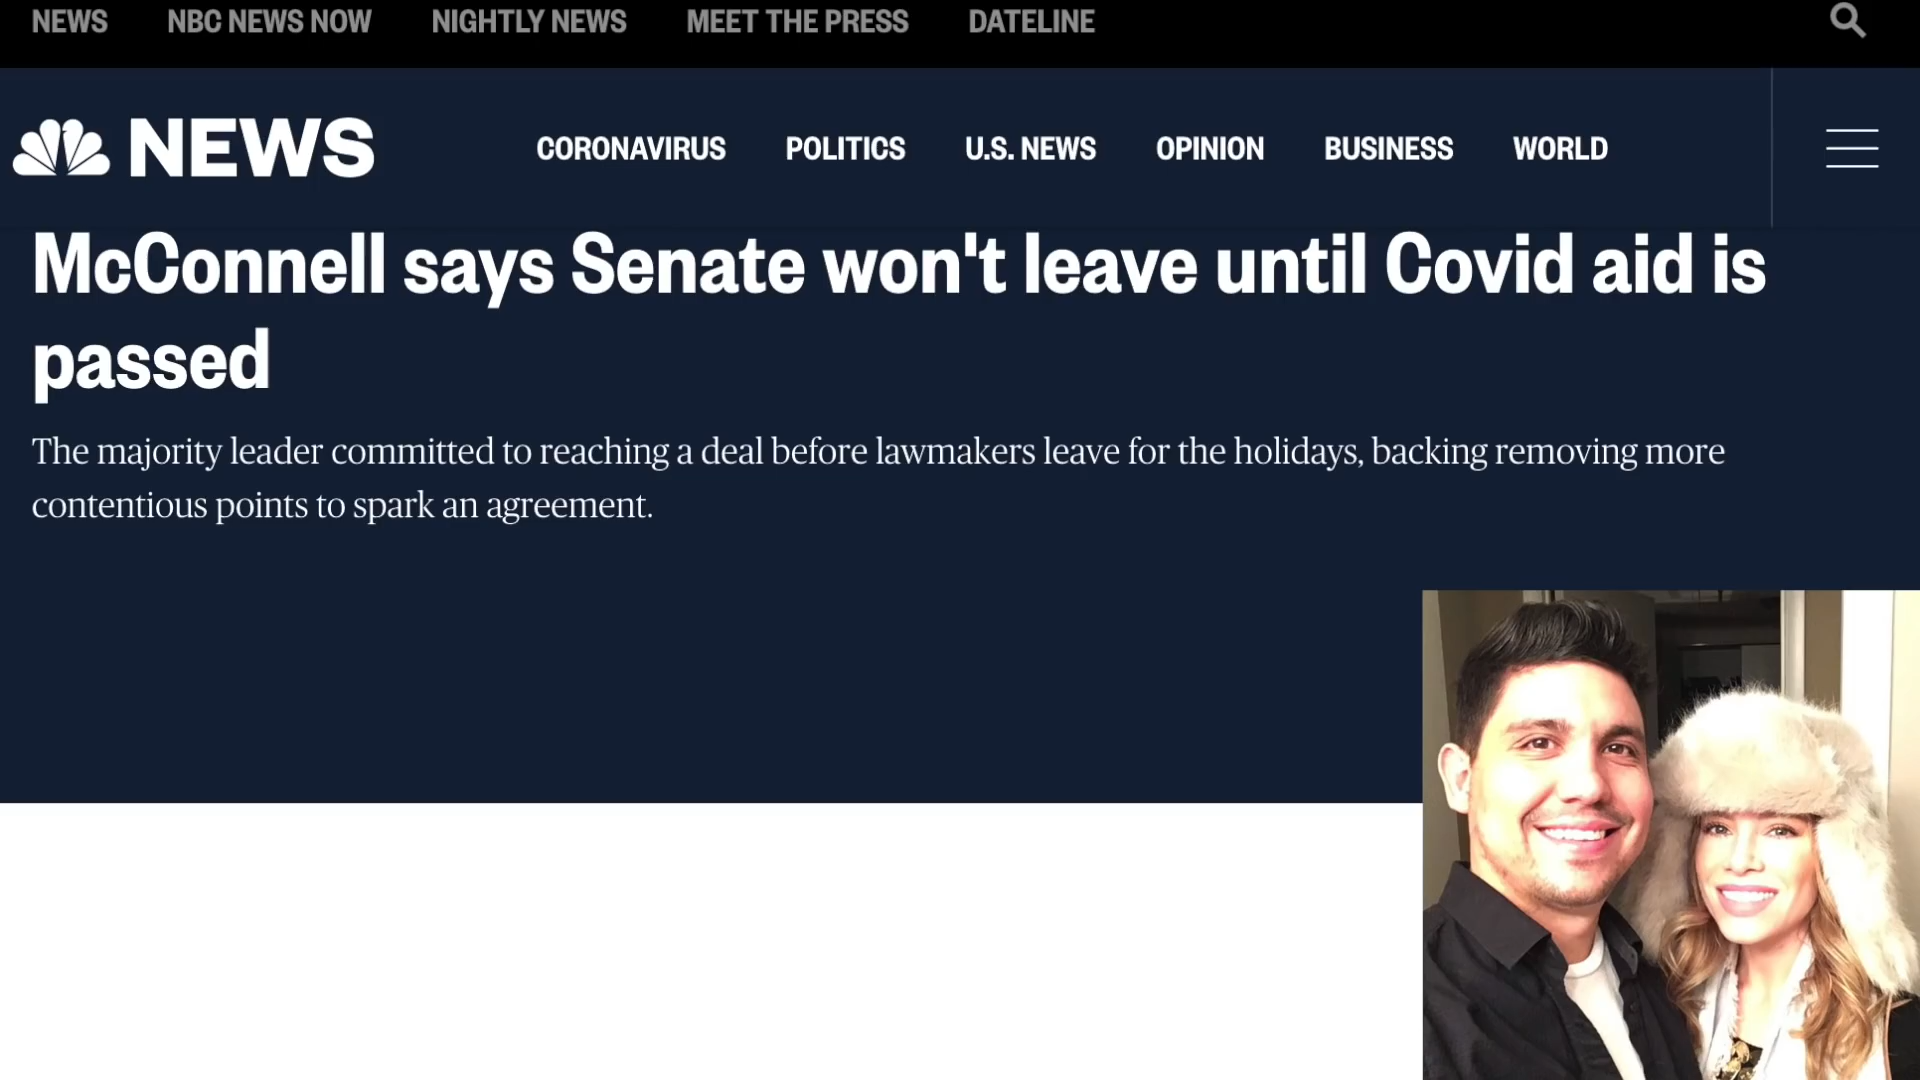 NEWS NBC NEWS NOW NIGHTLY NEWS MEET THE PRESS DATELINE
NEWS CORONAVIRUS POLITICS U.S. NEWS OPINION BUSINESS WORLD
McConnell says Senate won't leave until Covid aid is
passed
The majority leader committed to reaching a deal before lawmakers leave for the holidays, backing removing more
contentious points to spark an agreement.